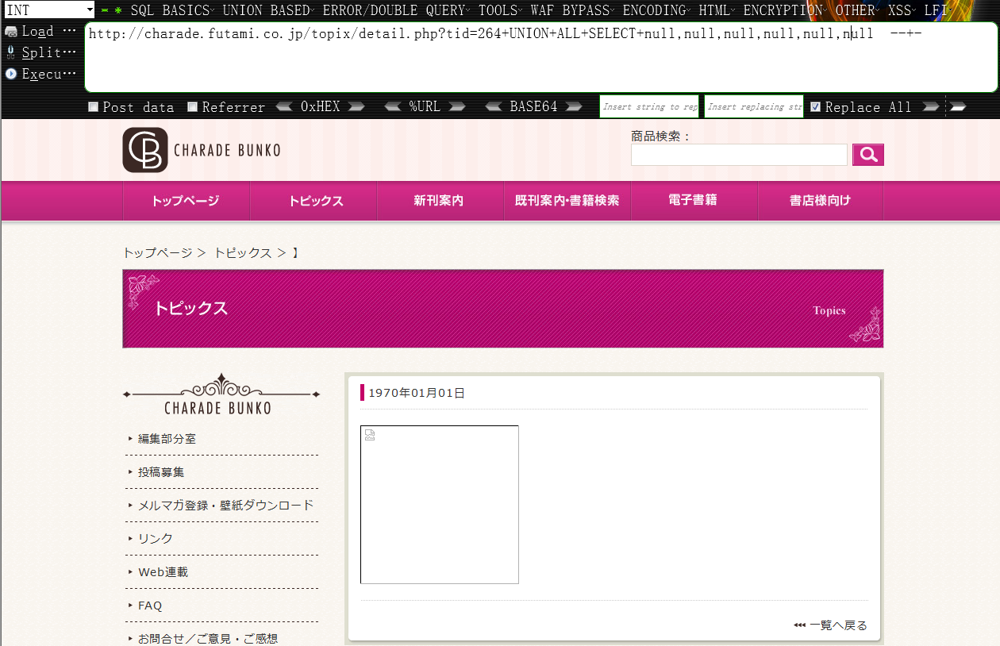 INT SQL BASICS UNION BASED ERROR/DOUBLE QUERY TOOLS WAF BYPASS ENCODING HTML ENCRYPTION OTHER XSS LFI
Load ...
http://charade.futami.co.jp/topix/detail.php?tid=264+UNION+ALL+SELECT+null,null,null,null,null,null --+-
Split...
Execu...
Post data Referrer 0xHEX %URL BASE64 Insert string to rep Insert replacing str Replace All
CB CHARADE BUNKO
商品検索：
トップページ トピックス 新刊案内 既刊案内・書籍検索 電子書籍 書店様向け
トップページ ＞ トピックス ＞ 】
トピックス
Topics
CHARADE BUNKO
編集部分室
投稿募集
メルマガ登録・壁紙ダウンロード
リンク
Web連載
FAQ
お問合せ／ご意見・ご感想
1970年01月01日
一覧へ戻る